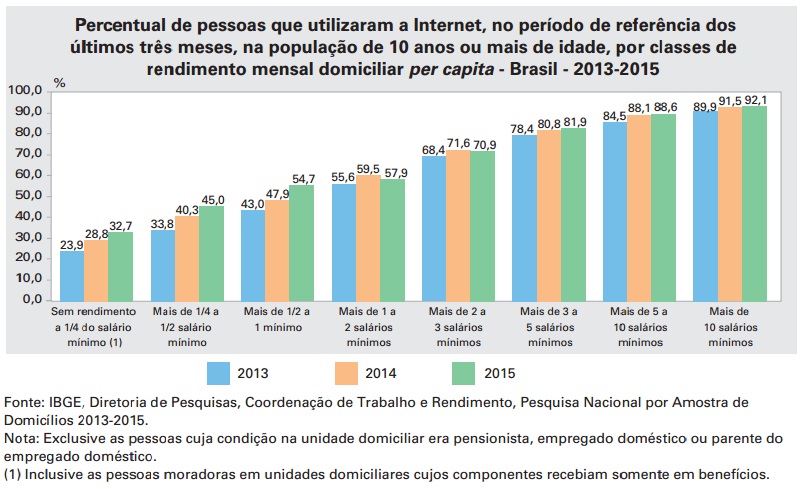 Percentual de pessoas que utilizaram a Internet, no período de referência dos
últimos três meses, na população de 10 anos ou mais de idade, por classes de
rendimento mensal domiciliar per capita - Brasil - 2013-2015
%
100,0
90,0
80,0
70,0
60,0
50,0
40,0
30,0
20,0
10,0
0,0
23,9 28,8 32,7
33,8 40,3 45,0
43,0 47,9 54,7
55,6 59,5 57,9
68,4 71,6 70,9
78,4 80,8 81,9
84,5 88,1 88,6
89,9 91,5 92,1
Sem rendimento
a 1/4 do salário
mínimo (1)
Mais de 1/4 a
1/2 salário
mínimo
Mais de 1/2 a
1 mínimo
Mais de 1 a
2 salários
mínimos
Mais de 2 a
3 salários
mínimos
Mais de 3 a
5 salários
mínimos
Mais de 5 a
10 salários
mínimos
Mais de
10 salários
mínimos
2013 2014 2015
Fonte: IBGE, Diretoria de Pesquisas, Coordenação de Trabalho e Rendimento, Pesquisa Nacional por Amostra de
Domicílios 2013-2015.
Nota: Exclusive as pessoas cuja condição na unidade domiciliar era pensionista, empregado doméstico ou parente do
empregado doméstico.
(1) Inclusive as pessoas moradoras em unidades domiciliares cujos componentes recebiam somente em benefícios.